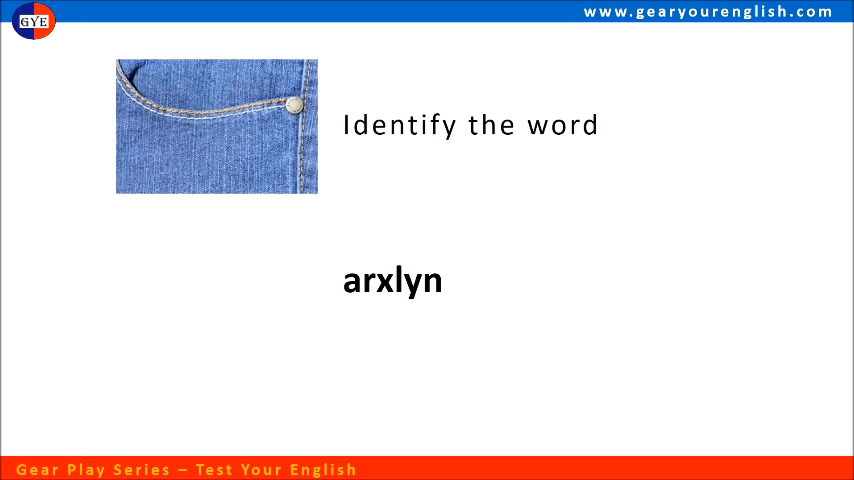 www.gearyourenglish.com
GYE
Identify the word
arxlyn
Gear Play Series – Test Your English